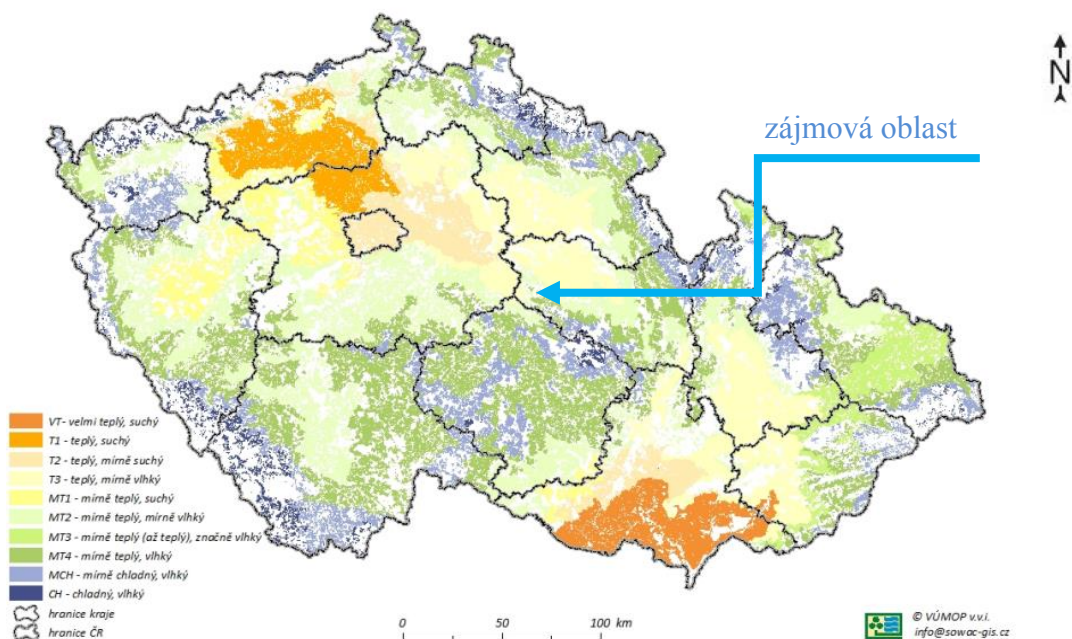 N
zájmová oblast
VT- velmi teplý, suchý
T1 - teplý, suchý
T2 - teplý, mírně suchý
T3 - teplý, mírně vlhký
MT1 - mírně teplý, suchý
MT2 - mírně teplý, mírně vlhký
MT3 - mírně teplý (až teplý), značně vlhký
MT4 - mírně teplý, vlhký
MCH - mírně chladný, vlhký
CH - chladný, vlhký
hranice kraje
hranice ČR
0 50 100 km
© VÚMOP v.v.i.
info@sowac-gis.cz